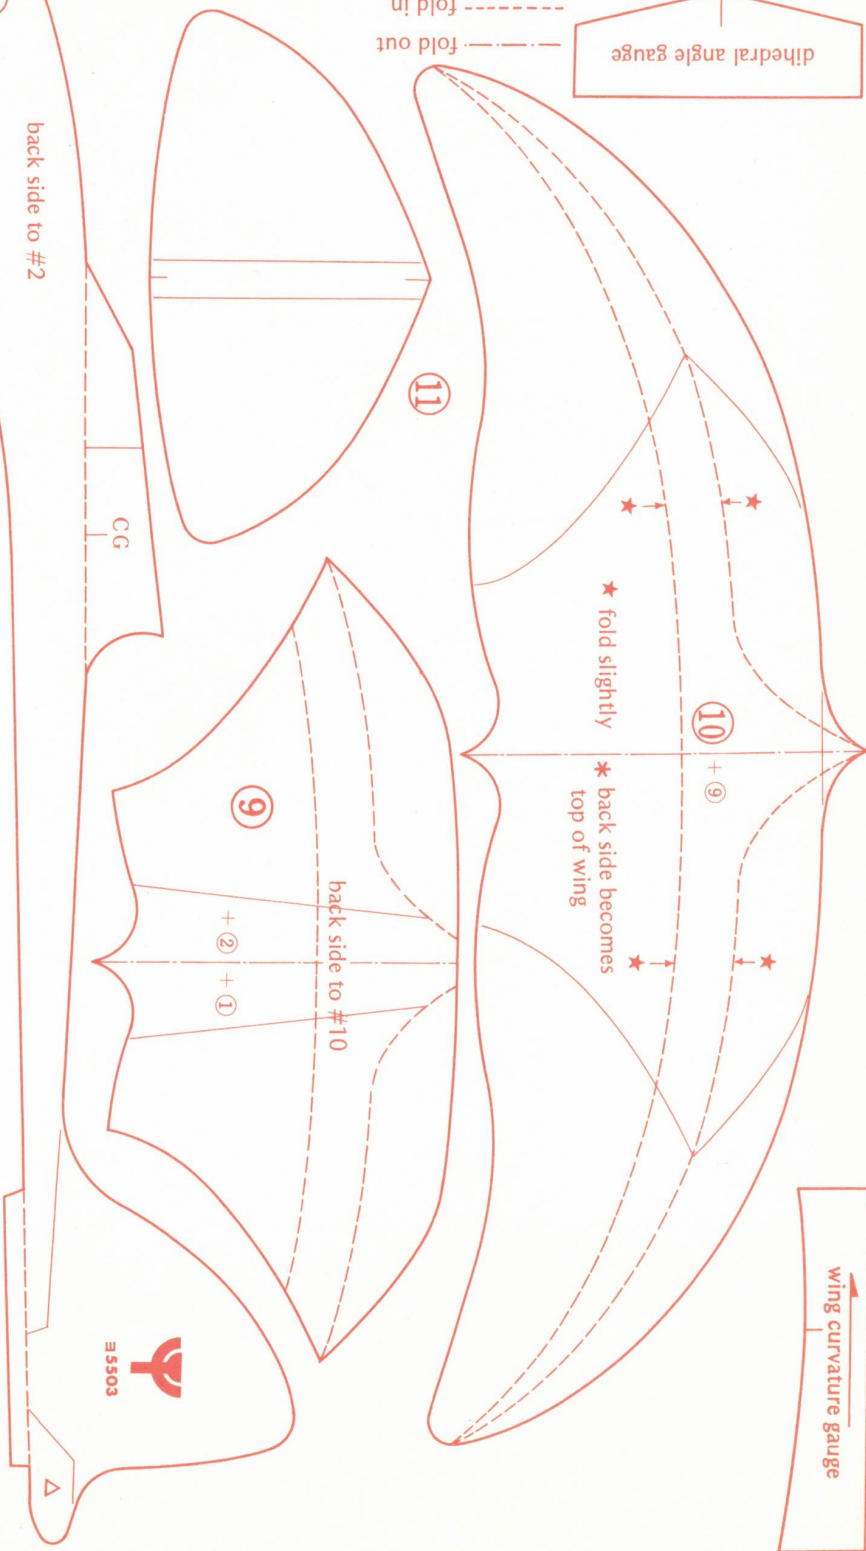 fold in
fold out
dihedral angle gauge
back side to #2
CG
11
★
★
★ fold slightly
10
+ 9
* back side becomes
top of wing
★
★
9
back side to #10
+ 2
+ 1
wing curvature gauge
E5503